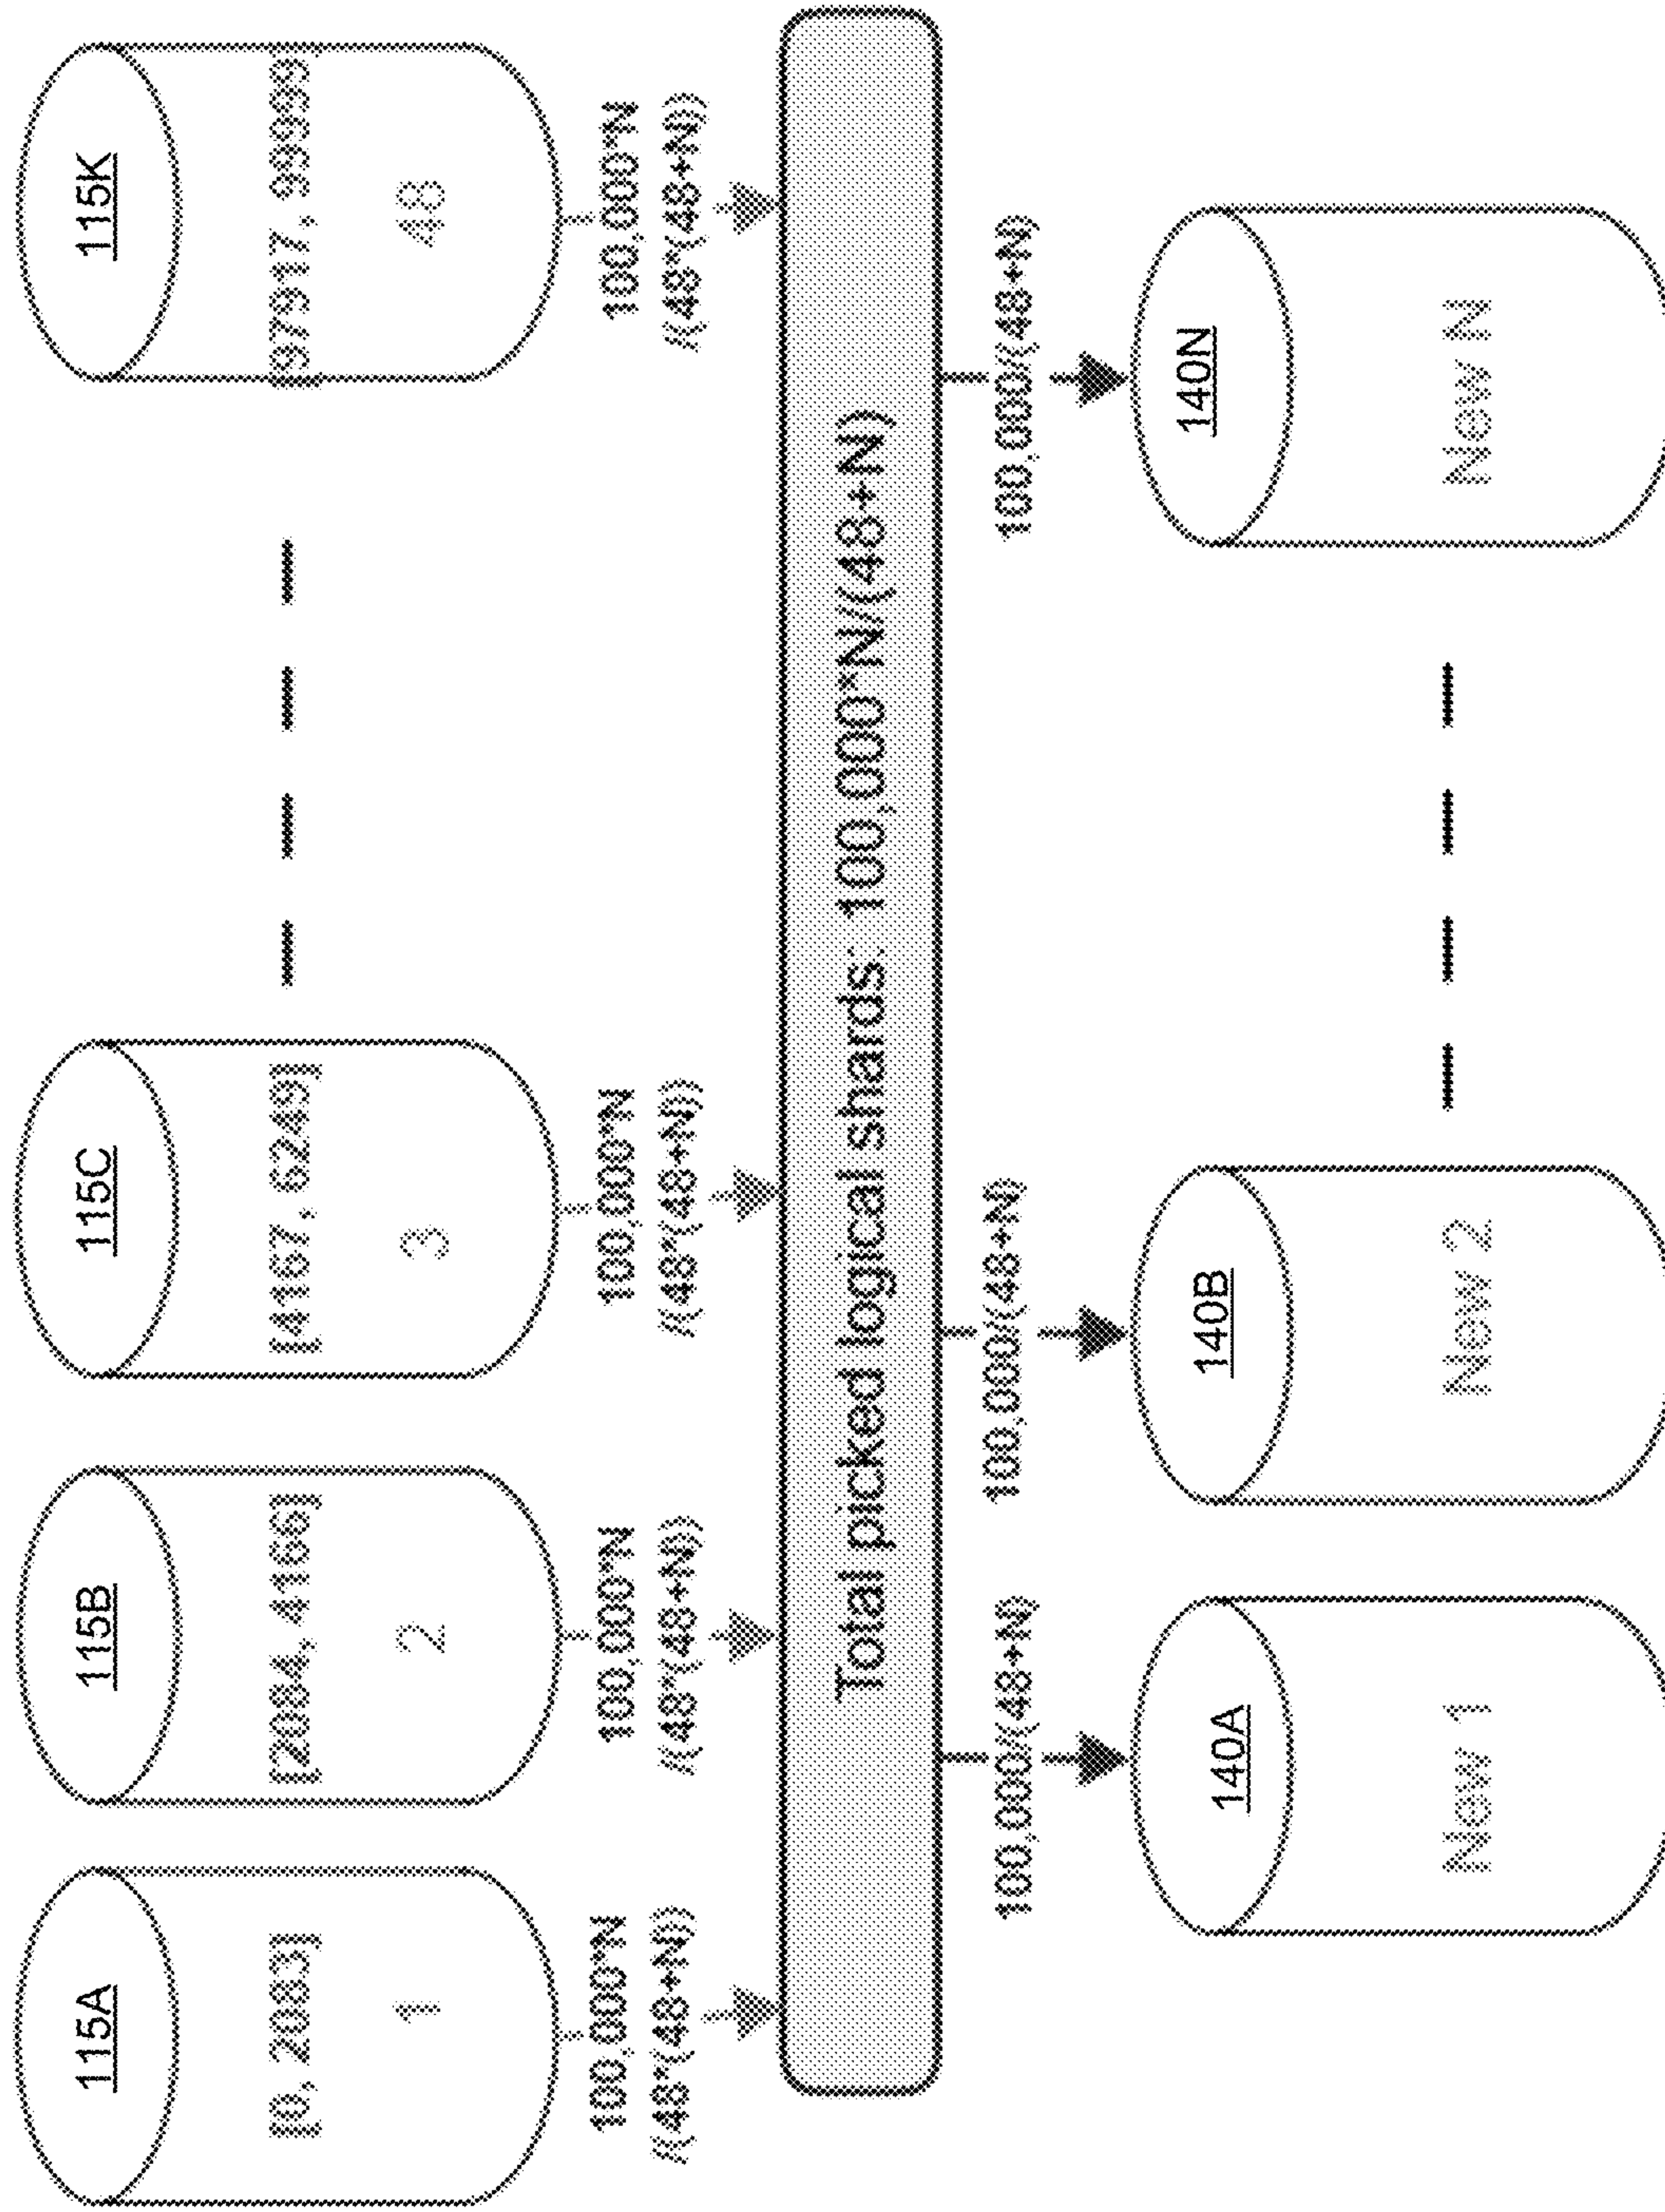 115A
[0, 2083]
1
115B
[2084, 4166]
2
115C
[4167, 6249]
3
115K
[97917, 99999]
48
100,000*N
/(48*(48+N))
100,000*N
/(48*(48+N))
100,000*N
/(48*(48+N))
100,000*N
/(48*(48+N))
Total picked logical shards: 100,000*N/(48+N)
100,000/(48+N)
100,000/(48+N)
100,000/(48+N)
140A
New 1
140B
New 2
140N
New N